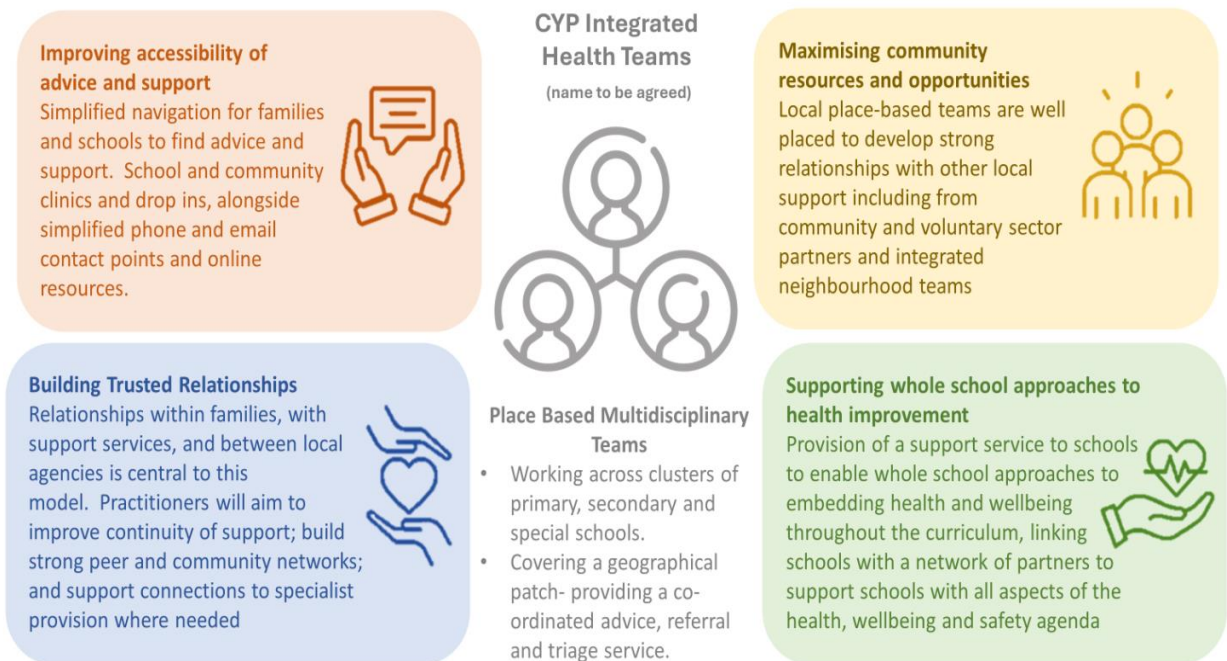 Improving accessibility of
advice and support
Simplified navigation for families
and schools to find advice and
support.  School and community
clinics and drop ins, alongside
simplified phone and email
contact points and online
resources.
CYP Integrated
Health Teams
(name to be agreed)
Maximising community
resources and opportunities
Local place-based teams are well
placed to develop strong
relationships with other local
support including from
community and voluntary sector
partners and integrated
neighbourhood teams
Building Trusted Relationships
Relationships within families, with
support services, and between local
agencies is central to this
model.  Practitioners will aim to
improve continuity of support; build
strong peer and community networks;
and support connections to specialist
provision where needed
Place Based Multidisciplinary
Teams
• Working across clusters of
primary, secondary and
special schools.
• Covering a geographical
patch- providing a co-
ordinated advice, referral
and triage service.
Supporting whole school approaches to
health improvement
Provision of a support service to schools
to enable whole school approaches to
embedding health and wellbeing
throughout the curriculum, linking
schools with a network of partners to
support schools with all aspects of the
health, wellbeing and safety agenda